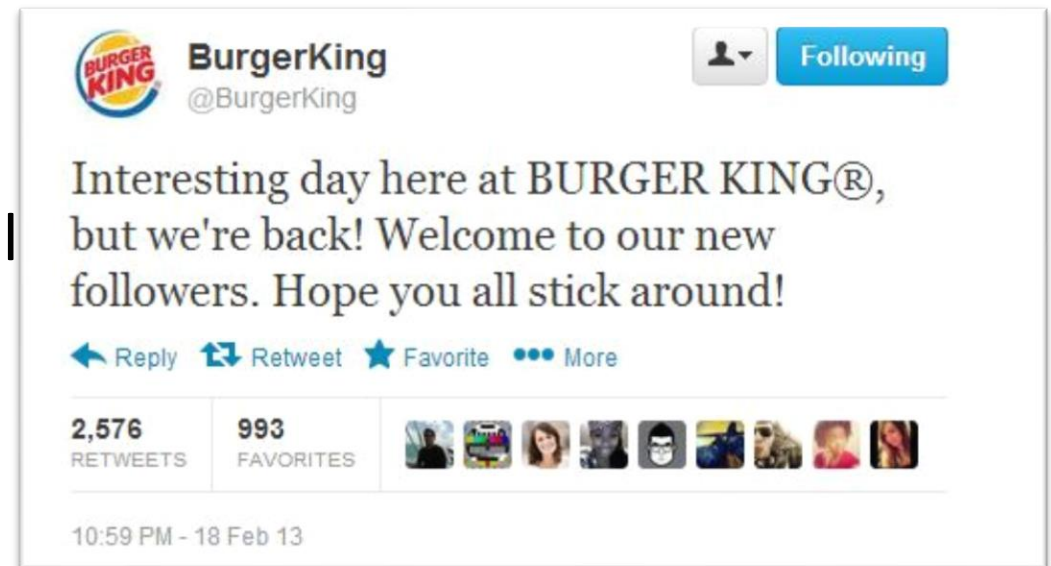 BURGER
KING
BurgerKing
Following
@BurgerKing
Interesting day here at BURGER KING®,
but we're back! Welcome to our new
followers. Hope you all stick around!
Reply Retweet Favorite More
2,576 993
RETWEETS FAVORITES
10:59 PM - 18 Feb 13